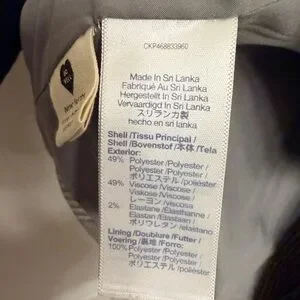 CKP468833960
Made In Sri Lanka
Fabriqué Au Sri Lanka
Hergestellt In Sri Lanka
Vervaardigd In Sri Lanka
スリランカ製
hecho en sri lanka
Shell /Tissu Principal /
Shell /Bovenstof /本体 /Tela
Exterior:
49% Polyester /Polyester /
Polyester /Polyester /
ポリエステル /poliéster
49% Viscose /Viscose /
Viskose /Viscose /
レーヨン /viscosa
2% Elastane /Élasthanne /
Elastan /Elastaan /
ポリウレタン /elastano
Lining /Doublure /Futter /
Voering /裏地 /Forro:
100% Polyester /Polyester /
Polyester /Polyester /
ポリエステル /poliéster